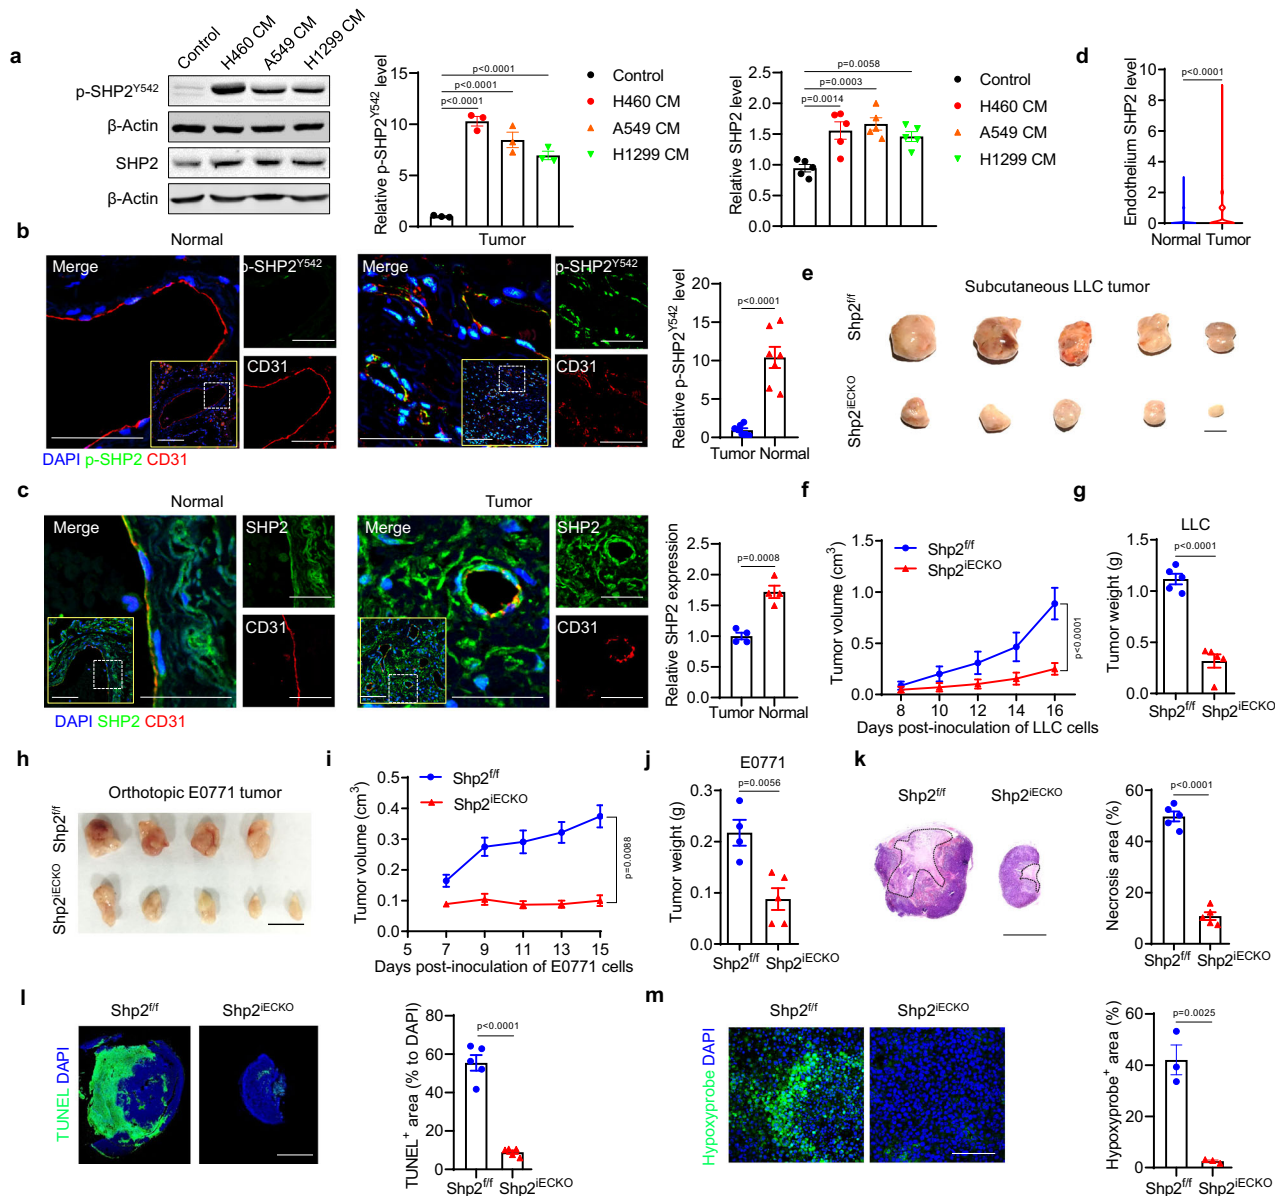 a
Control
H460 CM
A549 CM
H1299 CM
p-SHP2Y542
β-Actin
SHP2
β-Actin
Relative p-SHP2Y542 level
15
10
5
0
p<0.0001
p<0.0001
p<0.0001
Control
H460 CM
A549 CM
H1299 CM
Relative SHP2 level
2.5
2.0
1.5
1.0
0.5
0.0
p=0.0058
p=0.0003
p=0.0014
Control
H460 CM
A549 CM
H1299 CM
d
Endothelium SHP2 level
10
8
6
4
2
0
p<0.0001
Normal Tumor
b
Normal
Tumor
Merge
p-SHP2Y542
CD31
Merge
p-SHP2Y542
CD31
DAPI p-SHP2 CD31
Relative p-SHP2Y542 level
20
15
10
5
0
p<0.0001
Tumor Normal
e
Subcutaneous LLC tumor
Shp2f/f
Shp2iECKO
c
Normal
Tumor
Merge
SHP2
CD31
Merge
SHP2
CD31
DAPI SHP2 CD31
Relative SHP2 expression
2.5
2.0
1.5
1.0
0.5
0.0
p=0.0008
Tumor Normal
f
Tumor volume (cm3)
1.5
1.0
0.5
0.0
Shp2f/f
Shp2iECKO
p<0.0001
8 10 12 14 16
Days post-inoculation of LLC cells
g
LLC
Tumor weight (g)
1.5
1.0
0.5
0.0
p<0.0001
Shp2f/f Shp2iECKO
h
Orthotopic E0771 tumor
Shp2f/f
Shp2iECKO
i
Tumor volume (cm3)
0.5
0.4
0.3
0.2
0.1
0.0
Shp2f/f
Shp2iECKO
p=0.0088
5 7 9 11 13 15
Days post-inoculation of E0771 cells
j
E0771
Tumor weight (g)
0.3
0.2
0.1
0.0
p=0.0056
Shp2f/f Shp2iECKO
k
Shp2f/f
Shp2iECKO
Necrosis area (%)
60
40
20
0
p<0.0001
Shp2f/f Shp2iECKO
l
Shp2f/f
Shp2iECKO
TUNEL DAPI
TUNEL+ area (% to DAPI)
80
60
40
20
0
p<0.0001
Shp2f/f Shp2iECKO
m
Shp2f/f
Shp2iECKO
Hypoxyprobe DAPI
Hypoxyprobe+ area (%)
60
40
20
0
p=0.0025
Shp2f/f Shp2iECKO